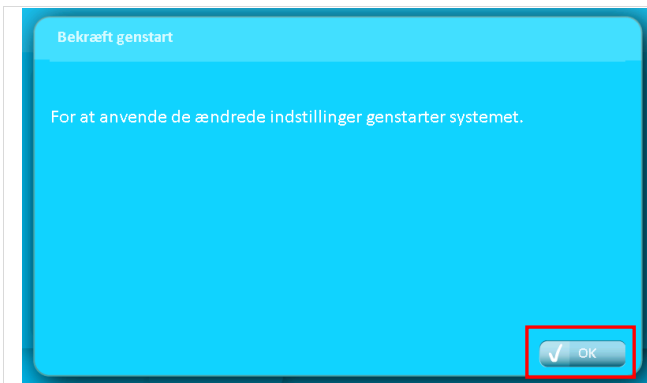 Bekræft genstart
For at anvende de ændrede indstillinger genstarter systemet.
OK